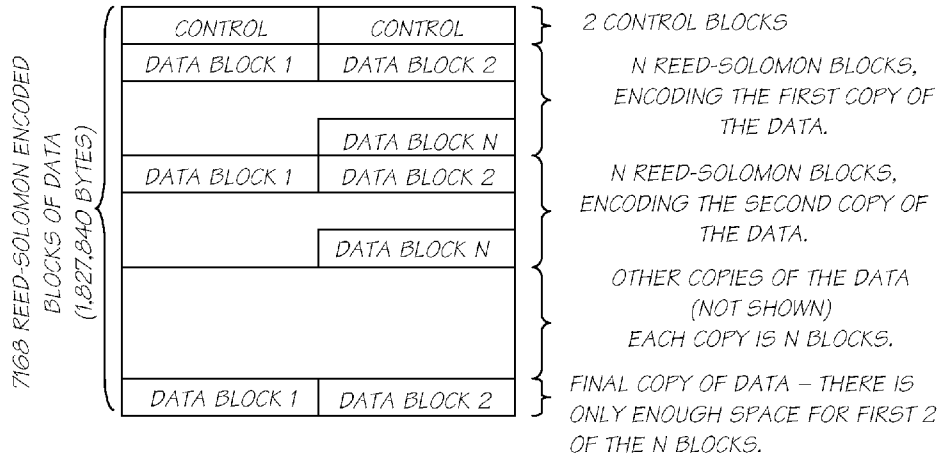 7168 REED-SOLOMON ENCODED
BLOCKS OF DATA
(1,827,840 BYTES)
CONTROL CONTROL
2 CONTROL BLOCKS
DATA BLOCK 1 DATA BLOCK 2
DATA BLOCK N
N REED-SOLOMON BLOCKS,
ENCODING THE FIRST COPY OF
THE DATA.
DATA BLOCK 1 DATA BLOCK 2
DATA BLOCK N
N REED-SOLOMON BLOCKS,
ENCODING THE SECOND COPY OF
THE DATA.
OTHER COPIES OF THE DATA
(NOT SHOWN)
EACH COPY IS N BLOCKS.
DATA BLOCK 1 DATA BLOCK 2
FINAL COPY OF DATA – THERE IS
ONLY ENOUGH SPACE FOR FIRST 2
OF THE N BLOCKS.